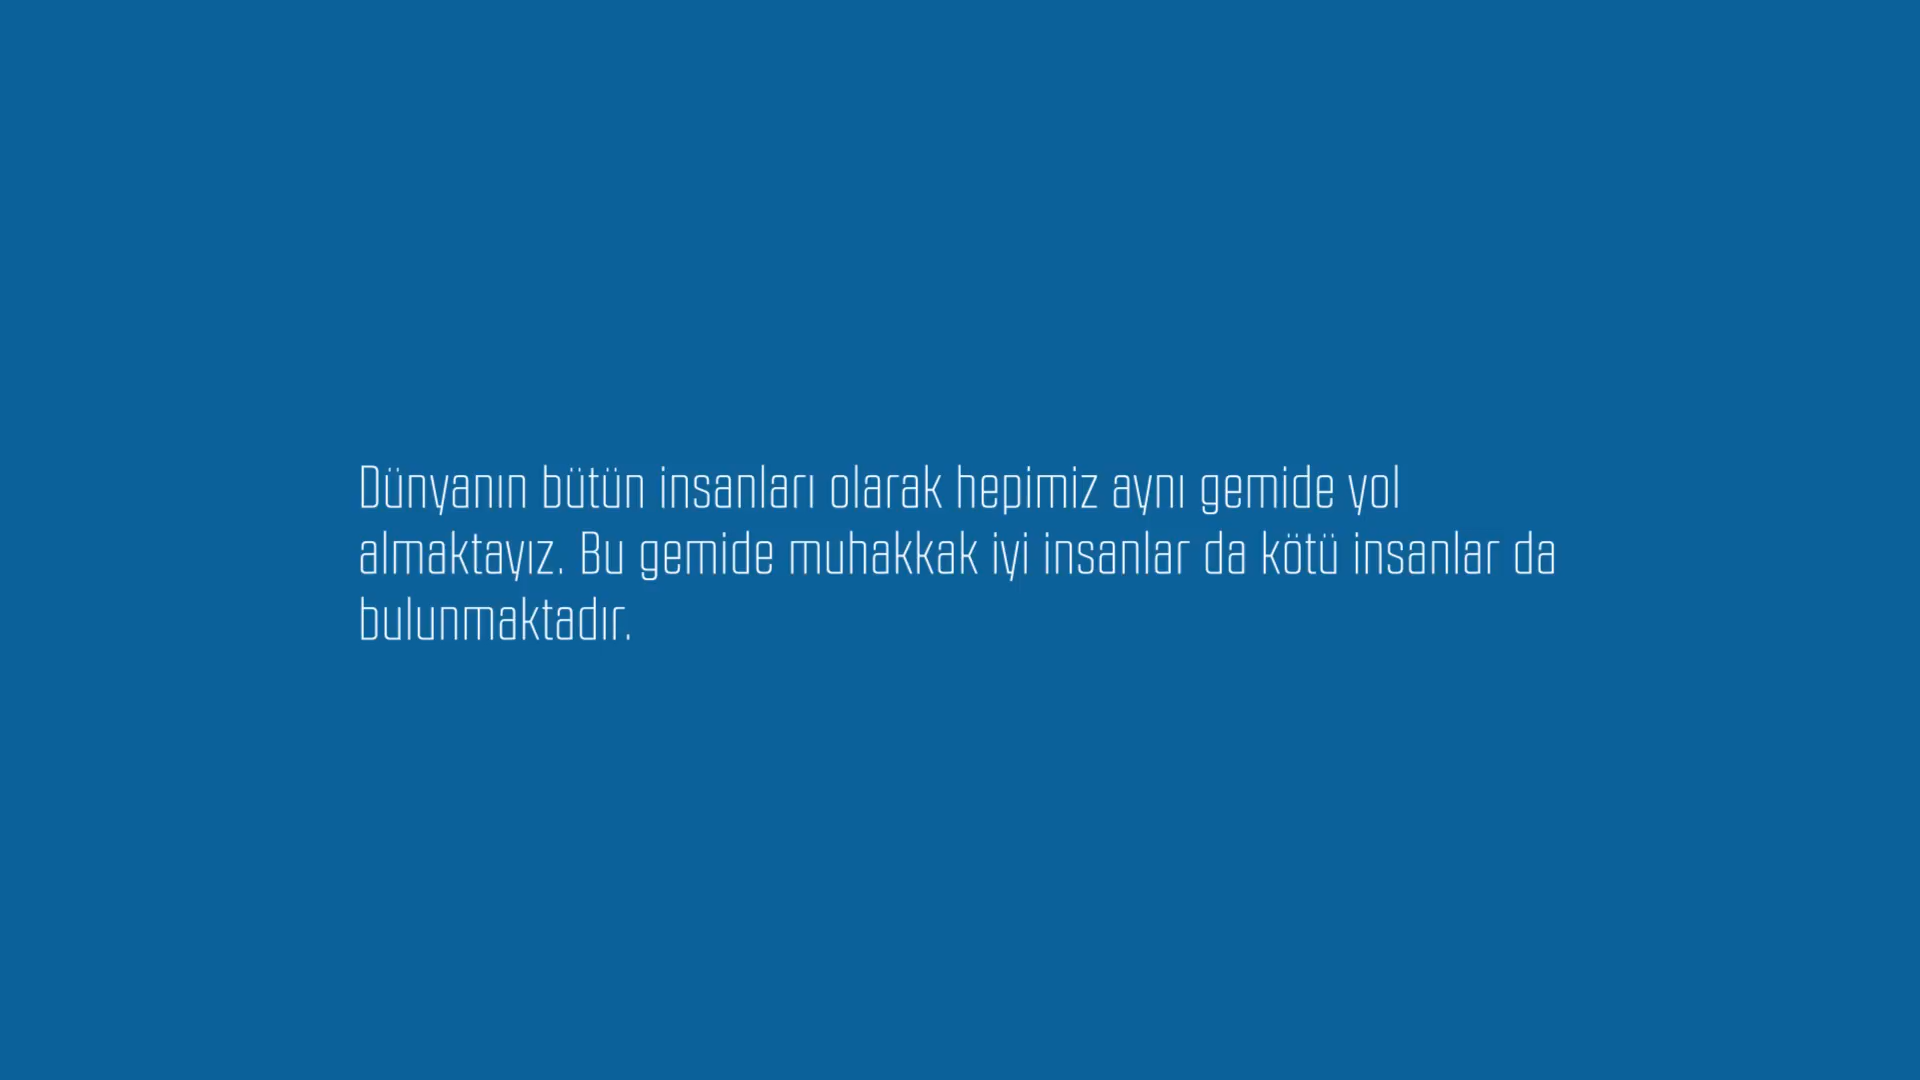 Dünyanın bütün insanları olarak hepimiz aynı gemide yol
almaktayız. Bu gemide muhakkak iyi insanlar da kötü insanlar da
bulunmaktadır.